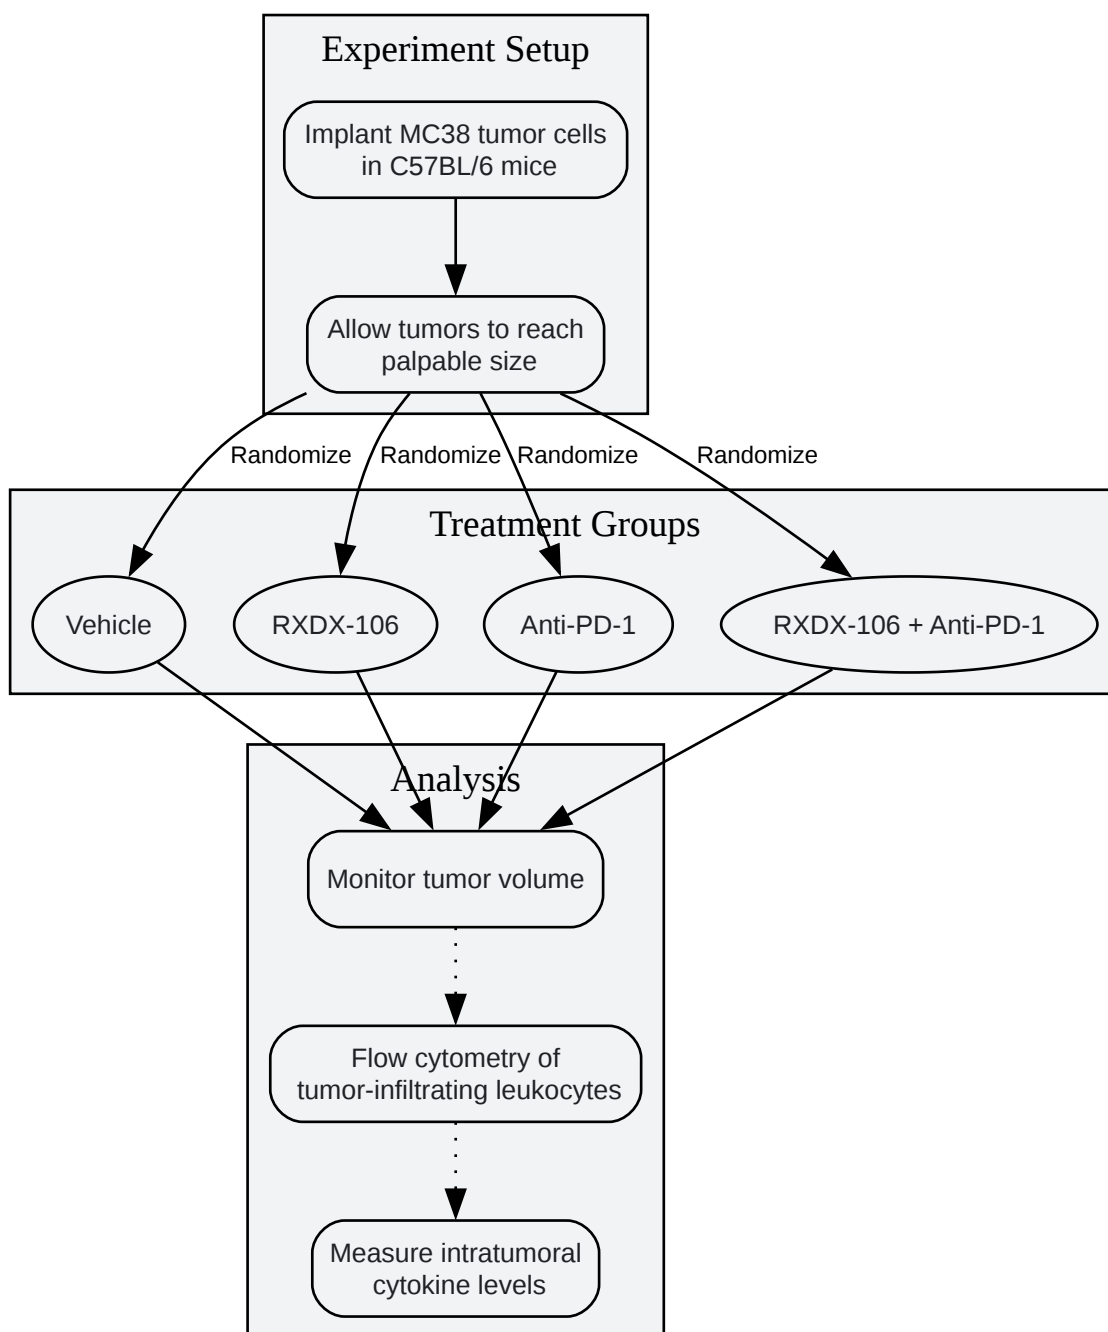 Experiment Setup
Implant MC38 tumor cells
in C57BL/6 mice
Allow tumors to reach
palpable size
Randomize
Randomize
Randomize
Randomize
Treatment Groups
Vehicle
RXDX-106
Anti-PD-1
RXDX-106 + Anti-PD-1
Analysis
Monitor tumor volume
Flow cytometry of
tumor-infiltrating leukocytes
Measure intratumoral
cytokine levels